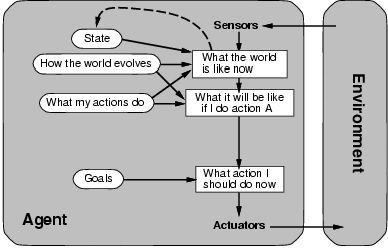 Sensors
State
How the world evolves
What the world
is like now
What my actions do
What it will be like
if I do action A
Goals
What action I
should do now
Agent
Actuators
Environment